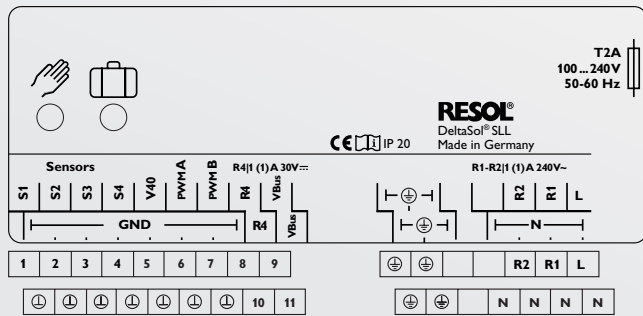 T2A
100 ... 240V
50-60 Hz
RESOL®
DeltaSol® SLL
Made in Germany
CE i IP 20
Sensors R4|1 (1) A 30V⎓ R1-R2|1 (1) A 240V~
S1 S2 S3 S4 V40 PWM A PWM B R4 VBus R2 R1 L
GND R4 VBus N
1 2 3 4 5 6 7 8 9 R2 R1 L
10 11 N N N N